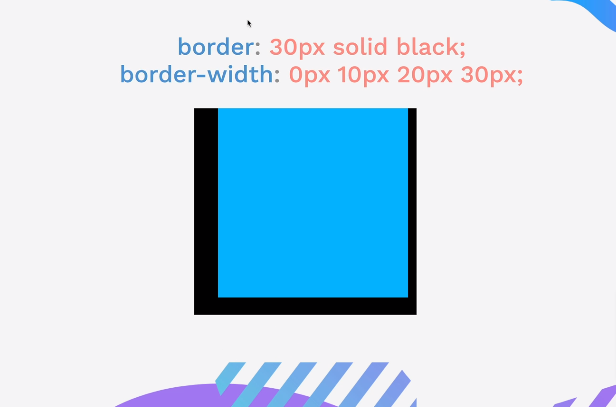 border: 30px solid black;
border-width: 0px 10px 20px 30px;